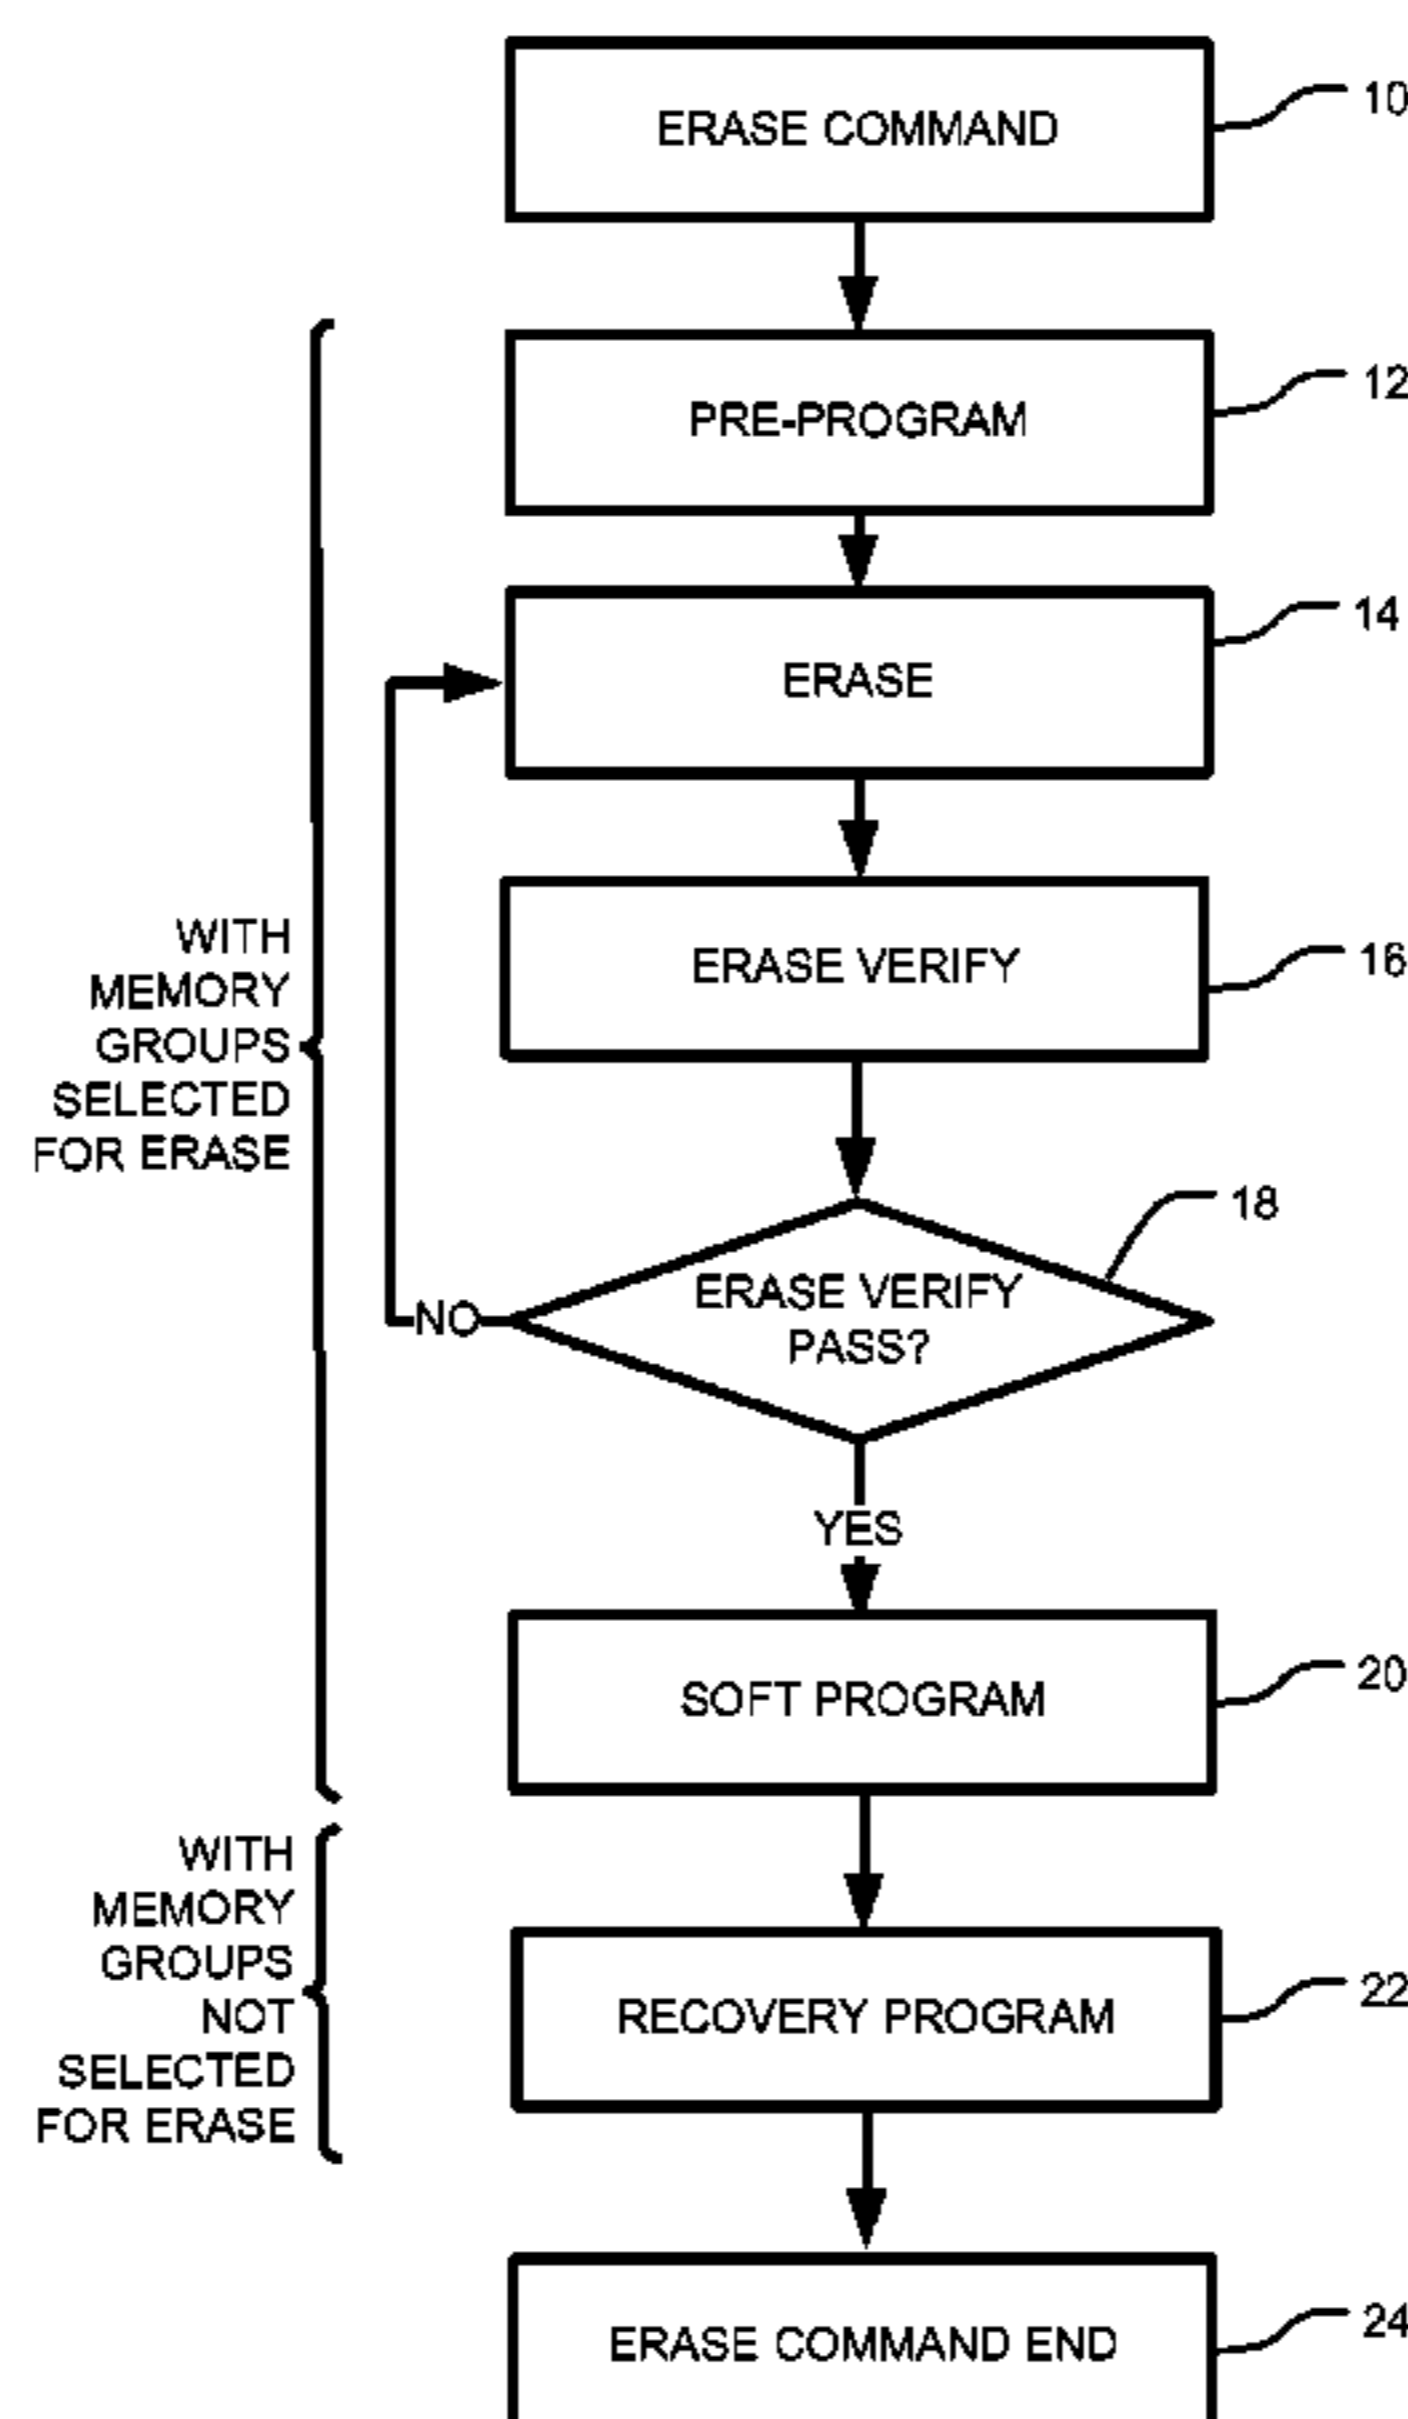 ERASE COMMAND
10
PRE-PROGRAM
12
ERASE
14
WITH
MEMORY
GROUPS
SELECTED
FOR ERASE
ERASE VERIFY
16
ERASE VERIFY
PASS?
18
NO
YES
SOFT PROGRAM
20
WITH
MEMORY
GROUPS
NOT
SELECTED
FOR ERASE
RECOVERY PROGRAM
22
ERASE COMMAND END
24